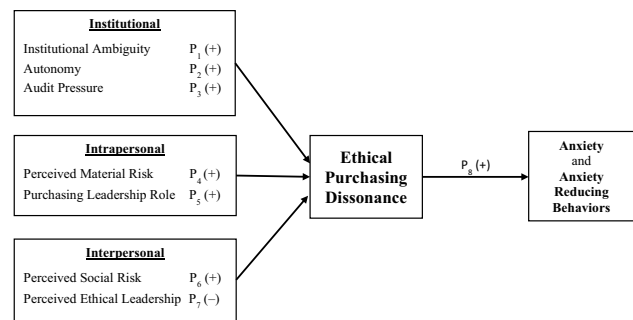 Institutional
Institutional Ambiguity P₁ (+)
Autonomy P₂ (+)
Audit Pressure P₃ (+)
Intrapersonal
Perceived Material Risk P₄ (+)
Purchasing Leadership Role P₅ (+)
Interpersonal
Perceived Social Risk P₆ (+)
Perceived Ethical Leadership P₇ (–)
Ethical
Purchasing
Dissonance
P₈ (+)
Anxiety
and
Anxiety
Reducing
Behaviors